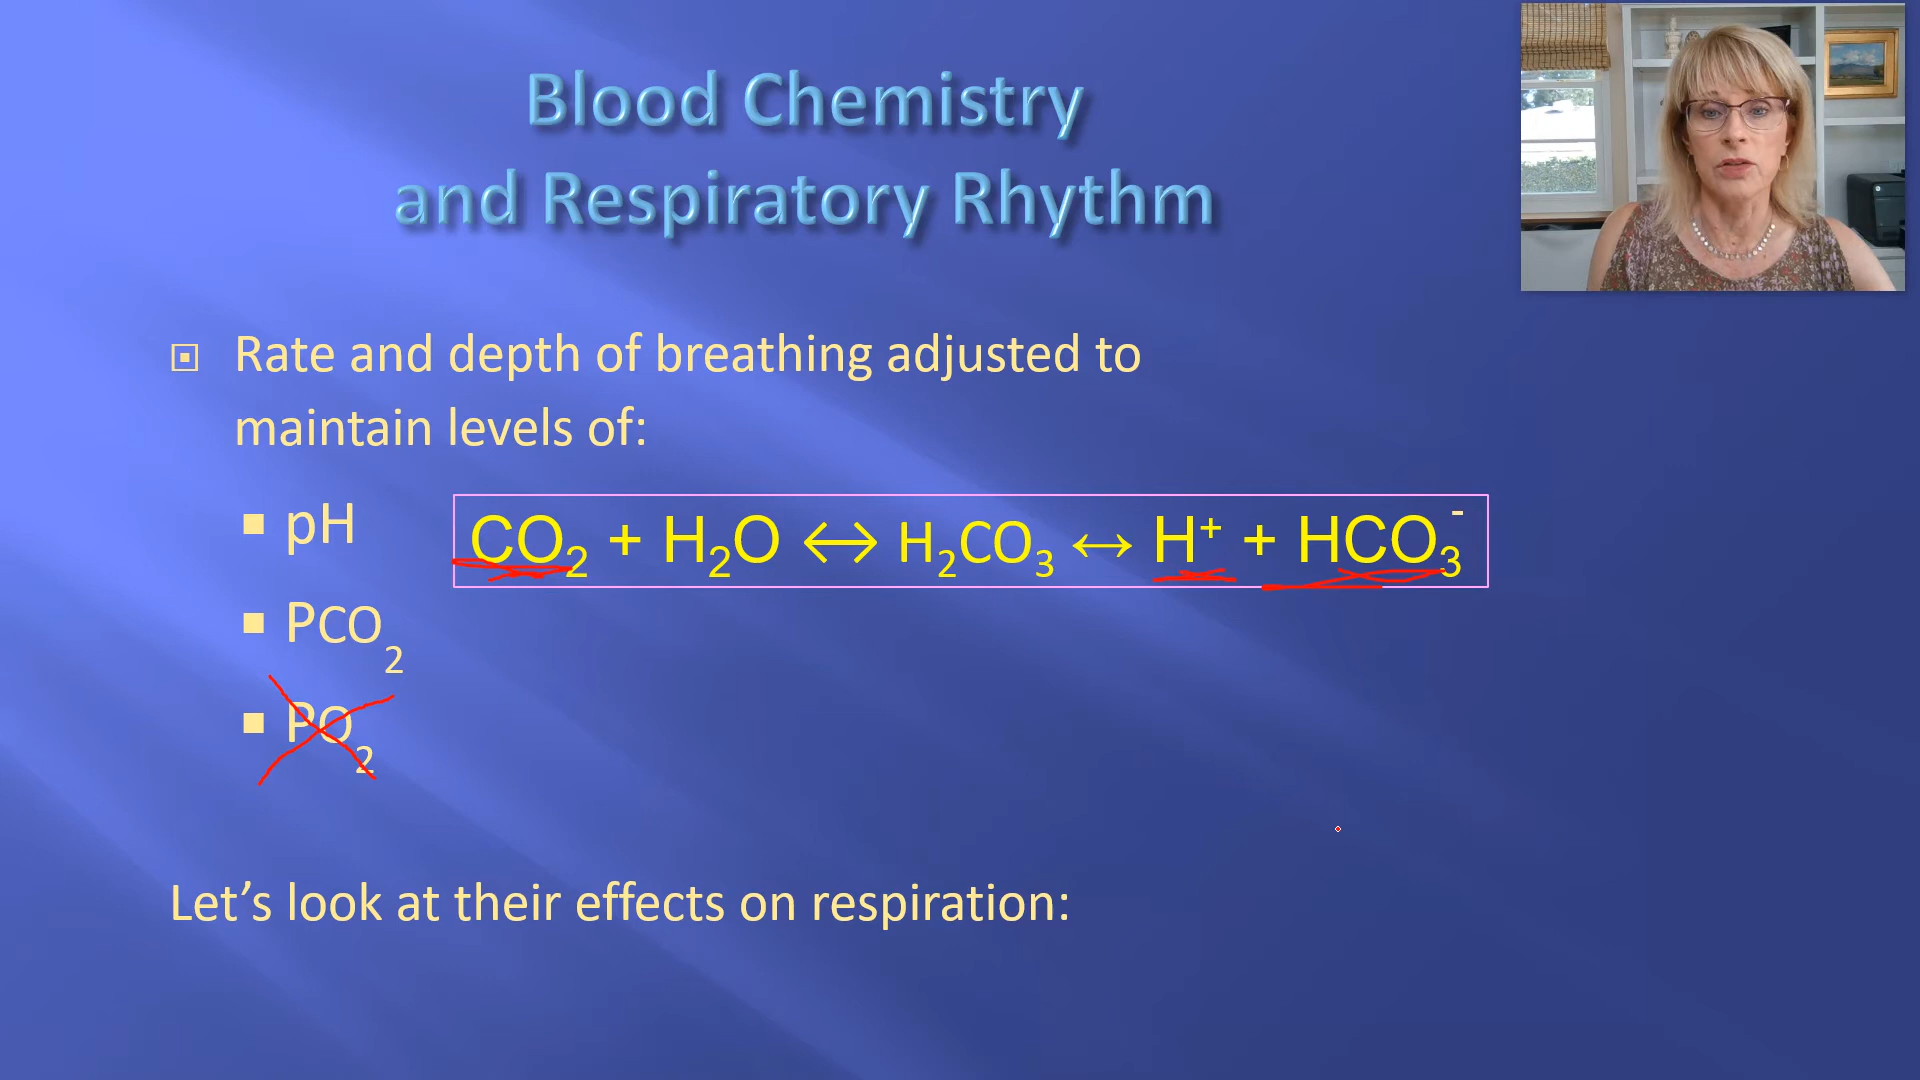 Blood Chemistry
and Respiratory Rhythm
Rate and depth of breathing adjusted to
maintain levels of:
pH
CO₂ + H₂O ↔ H₂CO₃ ↔ H⁺ + HCO₃⁻
PCO₂
PO₂
Let’s look at their effects on respiration: